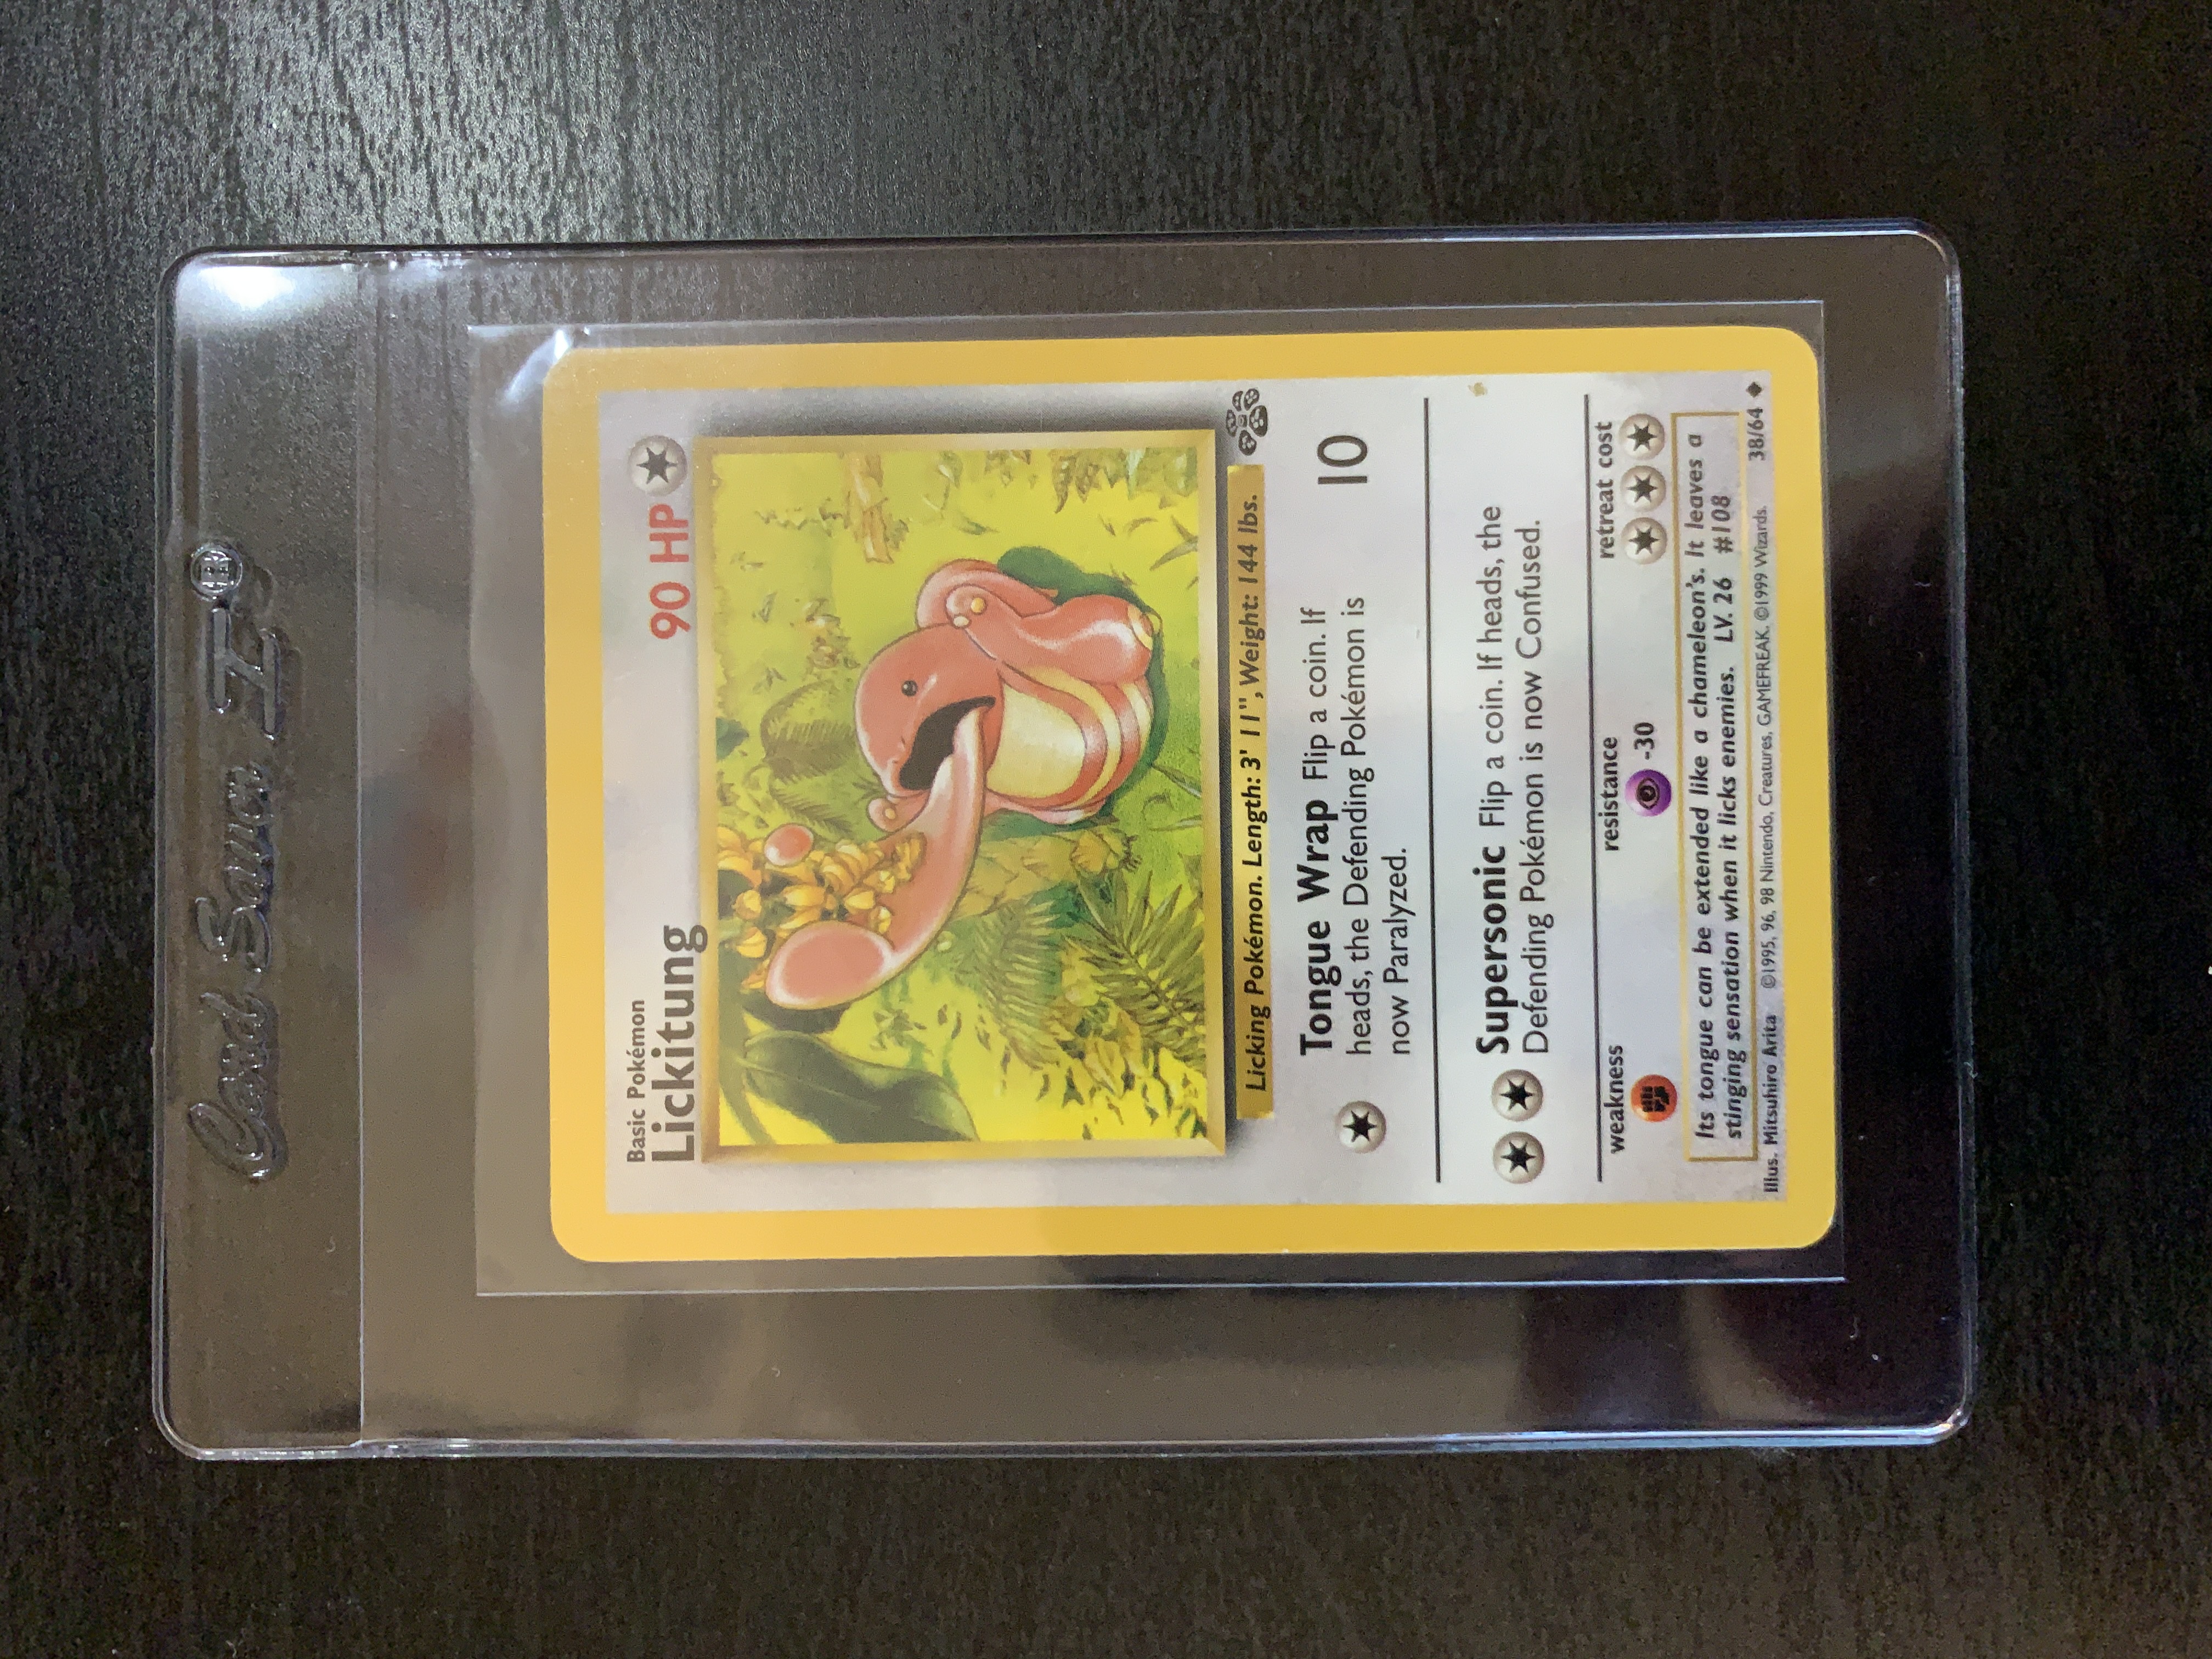 Card Saver I®
Basic Pokémon
Lickitung 90 HP
Licking Pokémon. Length: 3' 11", Weight: 144 lbs.
Tongue Wrap Flip a coin. If
heads, the Defending Pokémon is
now Paralyzed.
10
Supersonic Flip a coin. If heads, the
Defending Pokémon is now Confused.
weakness resistance retreat cost
-30
Its tongue can be extended like a chameleon's. It leaves a
stinging sensation when it licks enemies. LV. 26 #108
Illus. Mitsuhiro Arita ©1995, 96, 98 Nintendo, Creatures, GAMEFREAK. ©1999 Wizards. 38/64